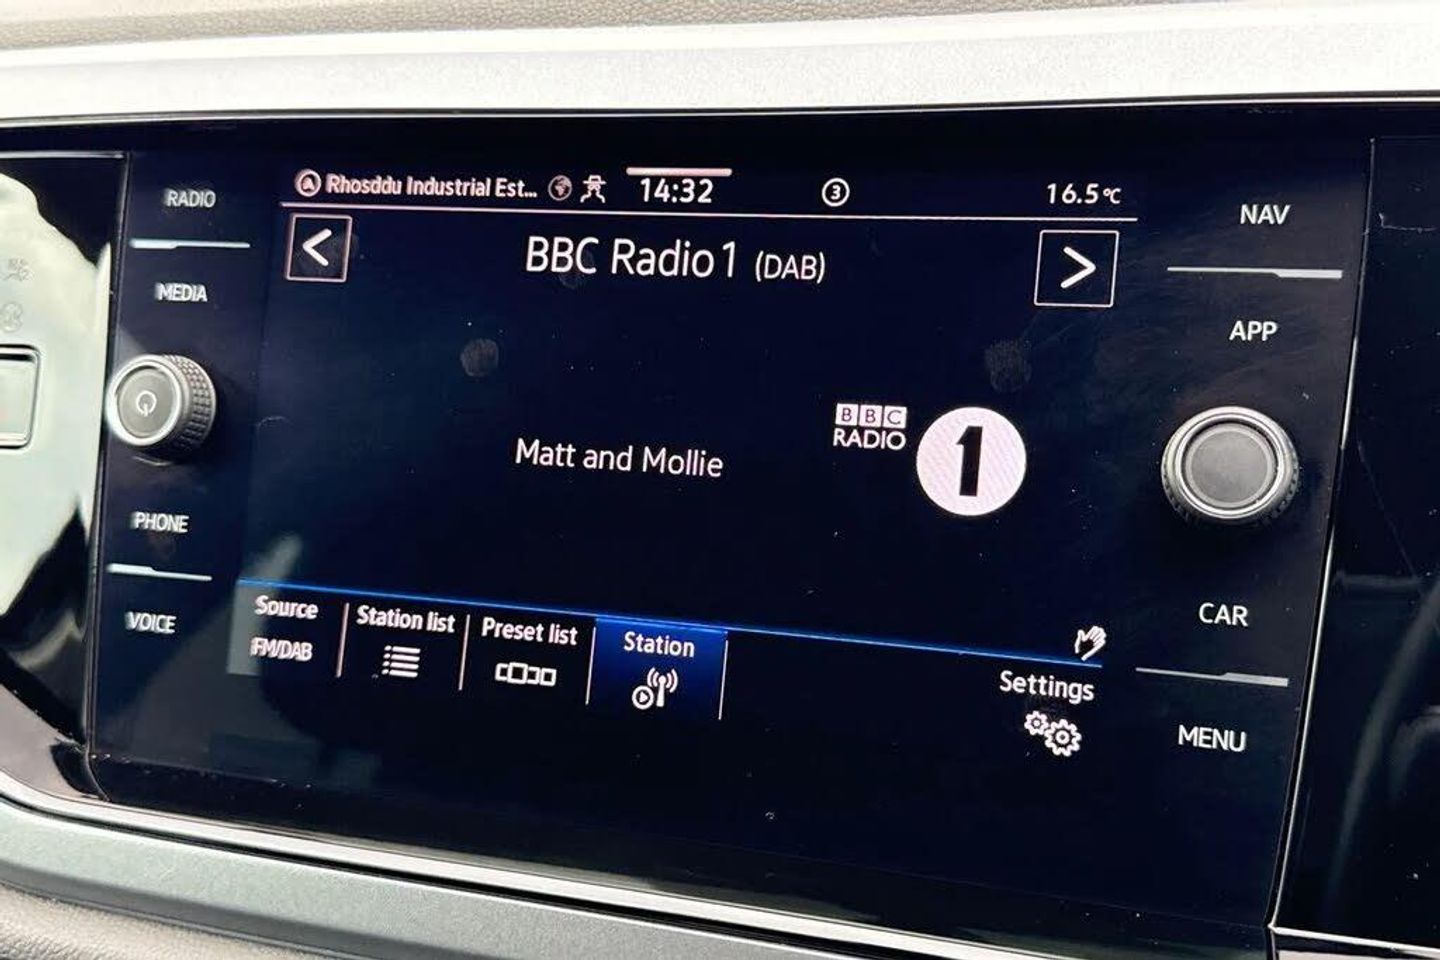 RADIO
MEDIA
PHONE
VOICE
A Rhosddu Industrial Est...
14:32
3
16.5°C
<
BBC Radio 1 (DAB)
>
Matt and Mollie
BBC
RADIO
1
Source
FM/DAB
Station list
Preset list
Station
Settings
NAV
APP
CAR
MENU